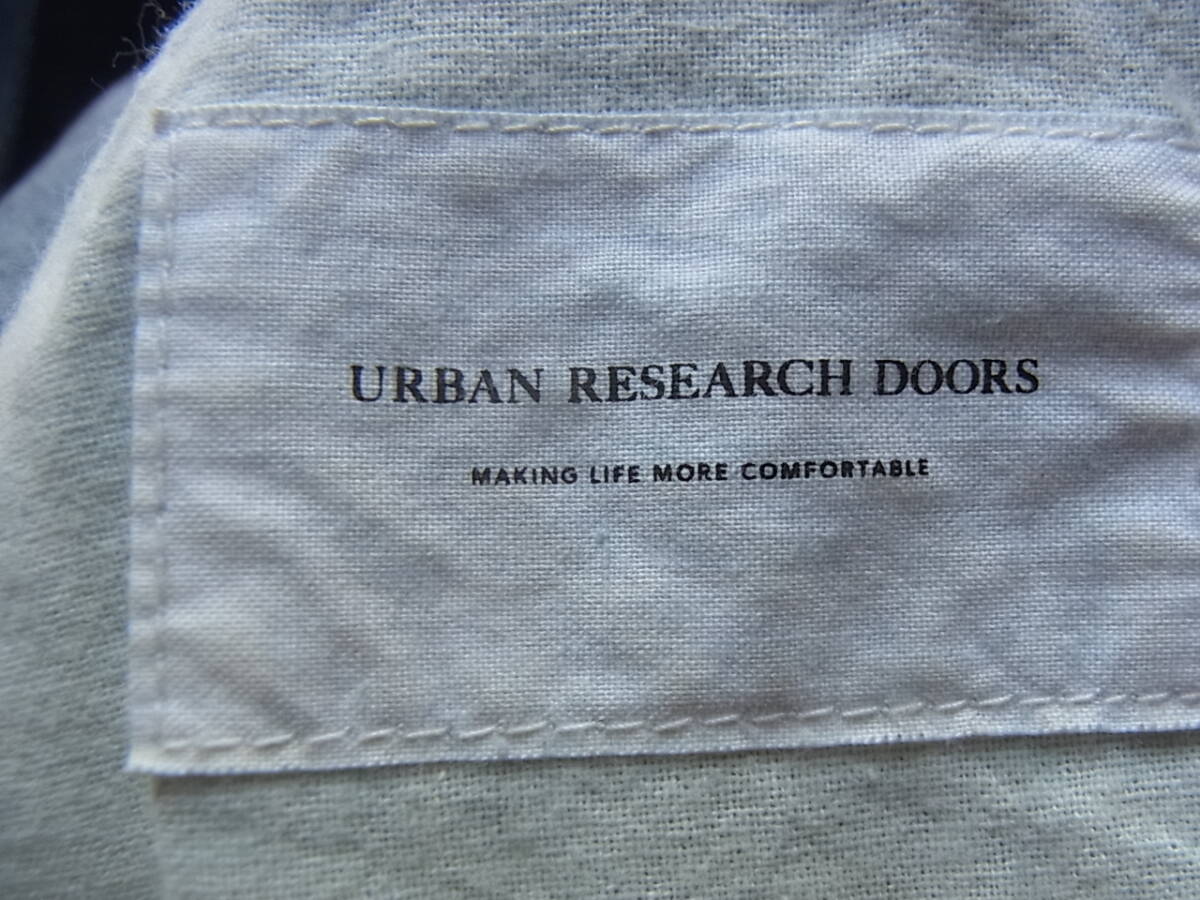 URBAN RESEARCH DOORS
MAKING LIFE MORE COMFORTABLE